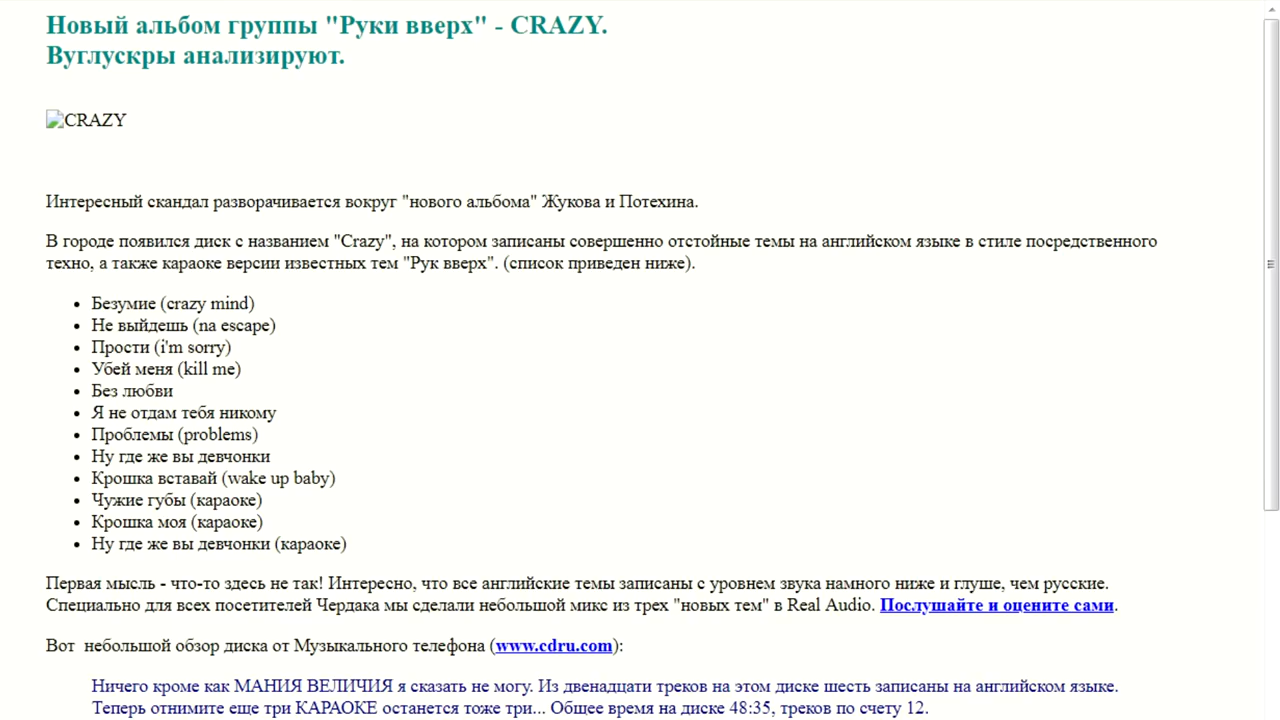 Новый альбом группы "Руки вверх" - CRAZY.
Вуглускры анализируют.
CRAZY
Интересный скандал разворачивается вокруг "нового альбома" Жукова и Потехина.
В городе появился диск с названием "Crazy", на котором записаны совершенно отстойные темы на английском языке в стиле посредственного
техно, а также караоке версии известных тем "Рук вверх". (список приведен ниже).
• Безумие (crazy mind)
• Не выйдешь (na escape)
• Прости (i'm sorry)
• Убей меня (kill me)
• Без любви
• Я не отдам тебя никому
• Проблемы (problems)
• Ну где же вы девчонки
• Крошка вставай (wake up baby)
• Чужие губы (караоке)
• Крошка моя (караоке)
• Ну где же вы девчонки (караоке)
Первая мысль - что-то здесь не так! Интересно, что все английские темы записаны с уровнем звука намного ниже и глуше, чем русские.
Специально для всех посетителей Чердака мы сделали небольшой микс из трех "новых тем" в Real Audio. Послушайте и оцените сами.
Вот  небольшой обзор диска от Музыкального телефона (www.cdru.com):
Ничего кроме как МАНИЯ ВЕЛИЧИЯ я сказать не могу. Из двенадцати треков на этом диске шесть записаны на английском языке.
Теперь отнимите еще три КАРАОКЕ останется тоже три... Общее время на диске 48:35, треков по счету 12.